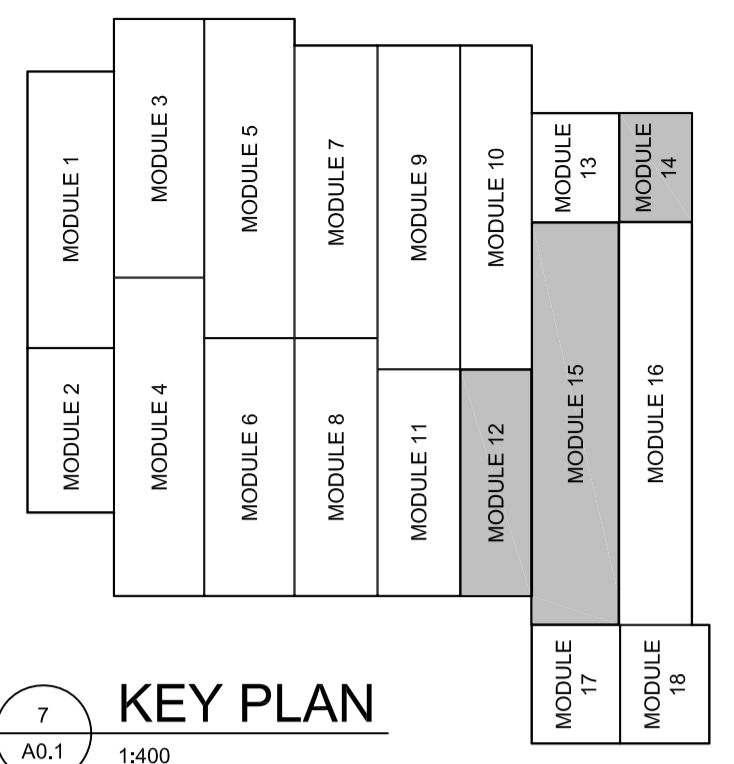 MODULE 1
MODULE 2
MODULE 3
MODULE 4
MODULE 5
MODULE 6
MODULE 7
MODULE 8
MODULE 9
MODULE 11
MODULE 10
MODULE 12
MODULE
13
MODULE
14
MODULE 15
MODULE 16
MODULE
17
MODULE
18
7
A0.1
KEY PLAN
1:400